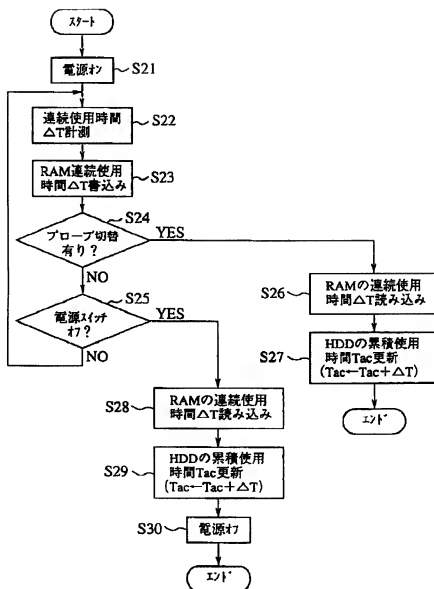 スタート
電源オン
S21
連続使用時間
△T計測
S22
RAM連続使用
時間△T書込み
S23
S24
プローブ切替
有り?
YES
NO
S25
電源スイッチ
オフ?
YES
NO
S26
RAMの連続使用
時間△T読み込み
S27
HDDの累積使用
時間Tac更新
(Tac←Tac+△T)
エンド
S28
RAMの連続使用
時間△T読み込み
S29
HDDの累積使用
時間Tac更新
(Tac←Tac+△T)
S30
電源オフ
エンド